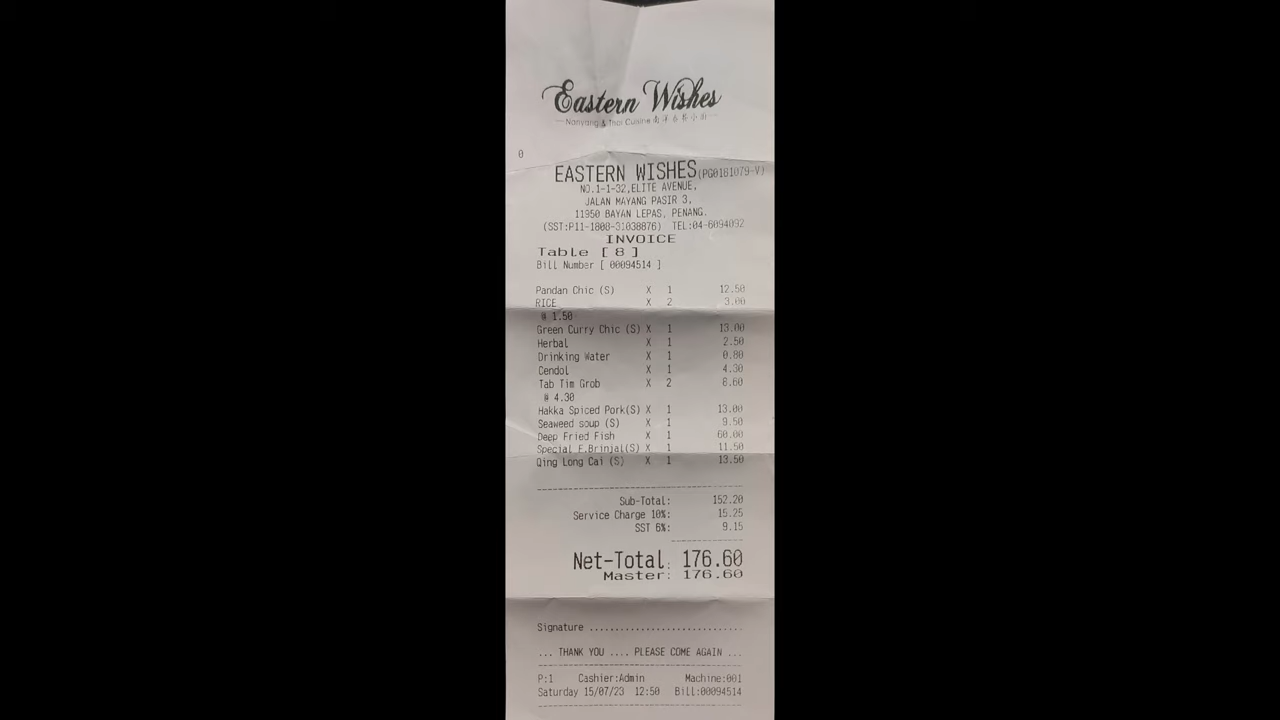 Eastern Wishes
Nanyang & Thai Cuisine 南洋泰餐小廚
0
EASTERN WISHES(PG0161079-V)
NO.1-1-32,ELITE AVENUE,
JALAN MAYANG PASIR 3,
11950 BAYAN LEPAS, PENANG.
(SST:P11-1808-31038876) TEL:04-6094092
INVOICE
Table [ 8 ]
Bill Number [ 00094514 ]
Pandan Chic (S) X 1 12.50
RICE X 2 3.00
@ 1.50
Green Curry Chic (S) X 1 13.00
Herbal X 1 2.50
Drinking Water X 1 0.80
Cendol X 1 4.30
Tab Tim Grob X 2 8.60
@ 4.30
Hakka Spiced Pork(S) X 1 13.00
Seaweed soup (S) X 1 9.50
Deep Fried Fish X 1 60.00
Special F.Brinjal(S) X 1 11.50
Qing Long Cai (S) X 1 13.50
Sub-Total: 152.20
Service Charge 10%: 15.25
SST 6%: 9.15
Net-Total: 176.60
Master: 176.60
Signature ..............................
... THANK YOU .... PLEASE COME AGAIN ...
P:1 Cashier:Admin Machine:001
Saturday 15/07/23 12:50 Bill:00094514